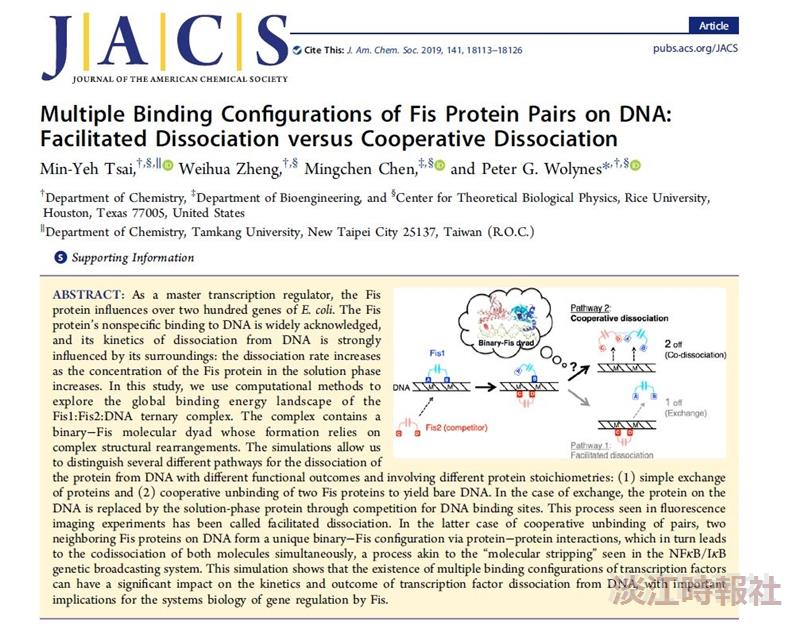 J|A|C|S
JOURNAL OF THE AMERICAN CHEMICAL SOCIETY
Cite This: J. Am. Chem. Soc. 2019, 141, 18113−18126
Article
pubs.acs.org/JACS
Multiple Binding Configurations of Fis Protein Pairs on DNA:
Facilitated Dissociation versus Cooperative Dissociation
Min-Yeh Tsai,†,§,∥ Weihua Zheng,†,§ Mingchen Chen,‡,§ and Peter G. Wolynes*,†,§
†Department of Chemistry, ‡Department of Bioengineering, and §Center for Theoretical Biological Physics, Rice University,
Houston, Texas 77005, United States
∥Department of Chemistry, Tamkang University, New Taipei City 25137, Taiwan (R.O.C.)
S Supporting Information
ABSTRACT: As a master transcription regulator, the Fis
protein influences over two hundred genes of E. coli. The Fis
protein's nonspecific binding to DNA is widely acknowledged,
and its kinetics of dissociation from DNA is strongly
influenced by its surroundings: the dissociation rate increases
as the concentration of the Fis protein in the solution phase
increases. In this study, we use computational methods to
explore the global binding energy landscape of the
Fis1:Fis2:DNA ternary complex. The complex contains a
binary−Fis molecular dyad whose formation relies on
complex structural rearrangements. The simulations allow us
to distinguish several different pathways for the dissociation of
the protein from DNA with different functional outcomes and involving different protein stoichiometries: (1) simple exchange
of proteins and (2) cooperative unbinding of two Fis proteins to yield bare DNA. In the case of exchange, the protein on the
DNA is replaced by the solution-phase protein through competition for DNA binding sites. This process seen in fluorescence
imaging experiments has been called facilitated dissociation. In the latter case of cooperative unbinding of pairs, two
neighboring Fis proteins on DNA form a unique binary−Fis configuration via protein−protein interactions, which in turn leads
to the codissociation of both molecules simultaneously, a process akin to the "molecular stripping" seen in the NFκB/IκB
genetic broadcasting system. This simulation shows that the existence of multiple binding configurations of transcription factors
can have a significant impact on the kinetics and outcome of transcription factor dissociation from DNA, with important
implications for the systems biology of gene regulation by Fis.
Binary-Fis dyad
Fis1
A B
DNA
C D
Fis2 (competitor)
?
Pathway 2:
Cooperative dissociation
2 off
(Co-dissociation)
1 off
(Exchange)
Pathway 1:
Facilitated dissociation
淡江時報社